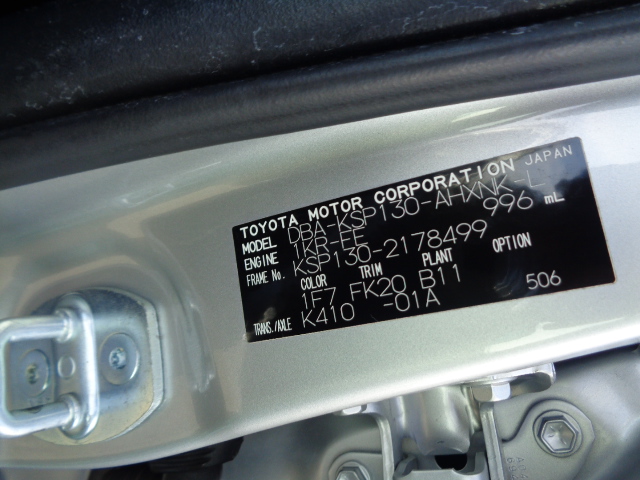 TOYOTA MOTOR CORPORATION JAPAN
MODEL DBA-KSP130-AHXNK-L
ENGINE 1KR-FE 996 mL
FRAME No. KSP130-2178499
COLOR TRIM PLANT OPTION
1F7 FK20 B11
TRANS./AXLE K410 -01A 506